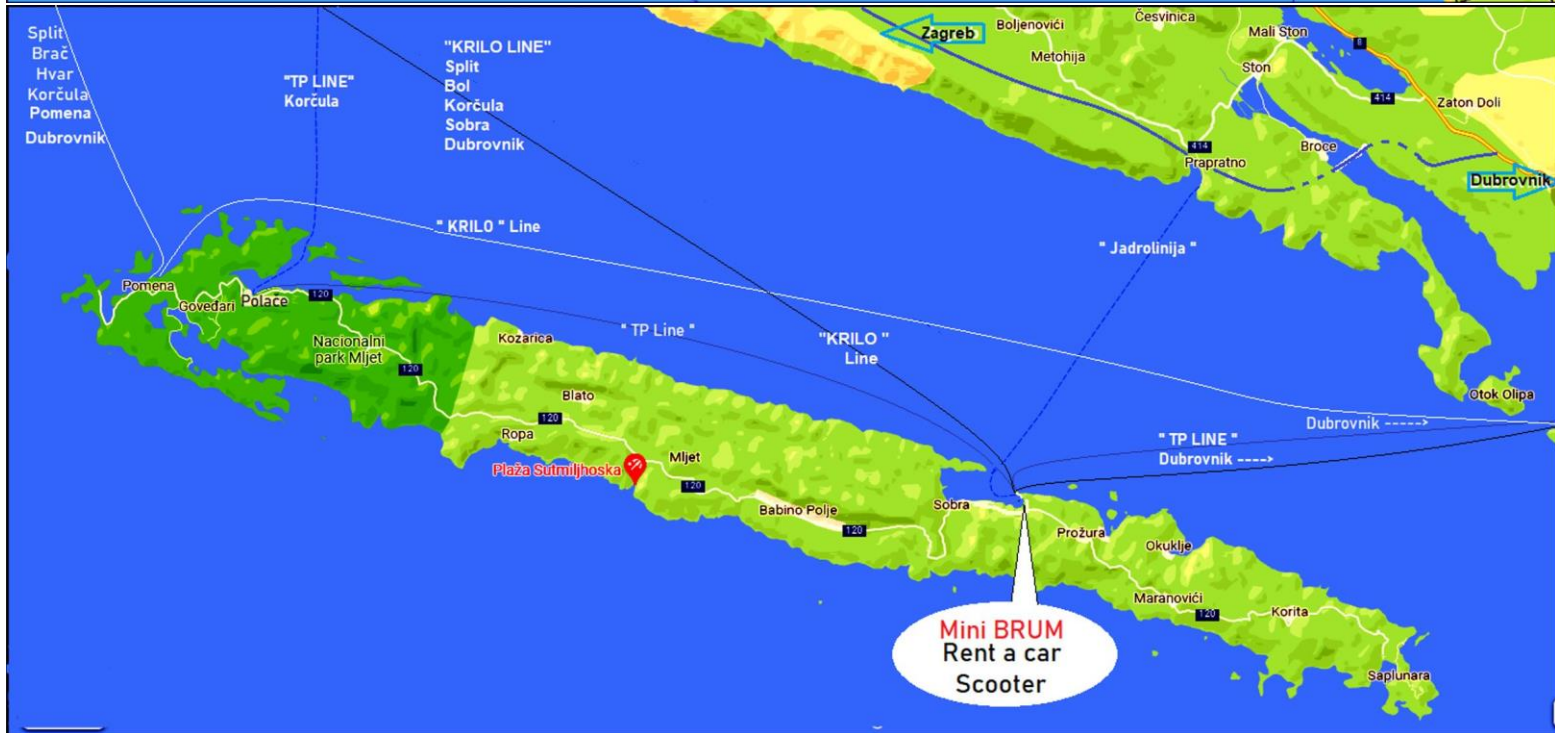 Split
Brač
Hvar
Korčula
Pomena
Dubrovnik
"TP LINE"
Korčula
"KRILO LINE"
Split
Bol
Korčula
Sobra
Dubrovnik
Zagreb
Boljenovići
Česvinica
Metohija
Mali Ston
Ston
8
414
Zaton Doli
414
Prapratno
Broce
Dubrovnik
" KRILO " Line
" Jadrolinija "
Pomena
Goveđari
Polače
120
Nacionalni
park Mljet
120
" TP Line "
"KRILO "
Line
Kozarica
Blato
120
Ropa
Otok Olipa
Dubrovnik ----->
" TP LINE "
Dubrovnik ---->
Plaža Sutmiljhoska
Mljet
120
Babino Polje
120
Sobra
Prožura
Okuklje
Maranovići
120
Korita
Saplunara
Mini BRUM
Rent a car
Scooter